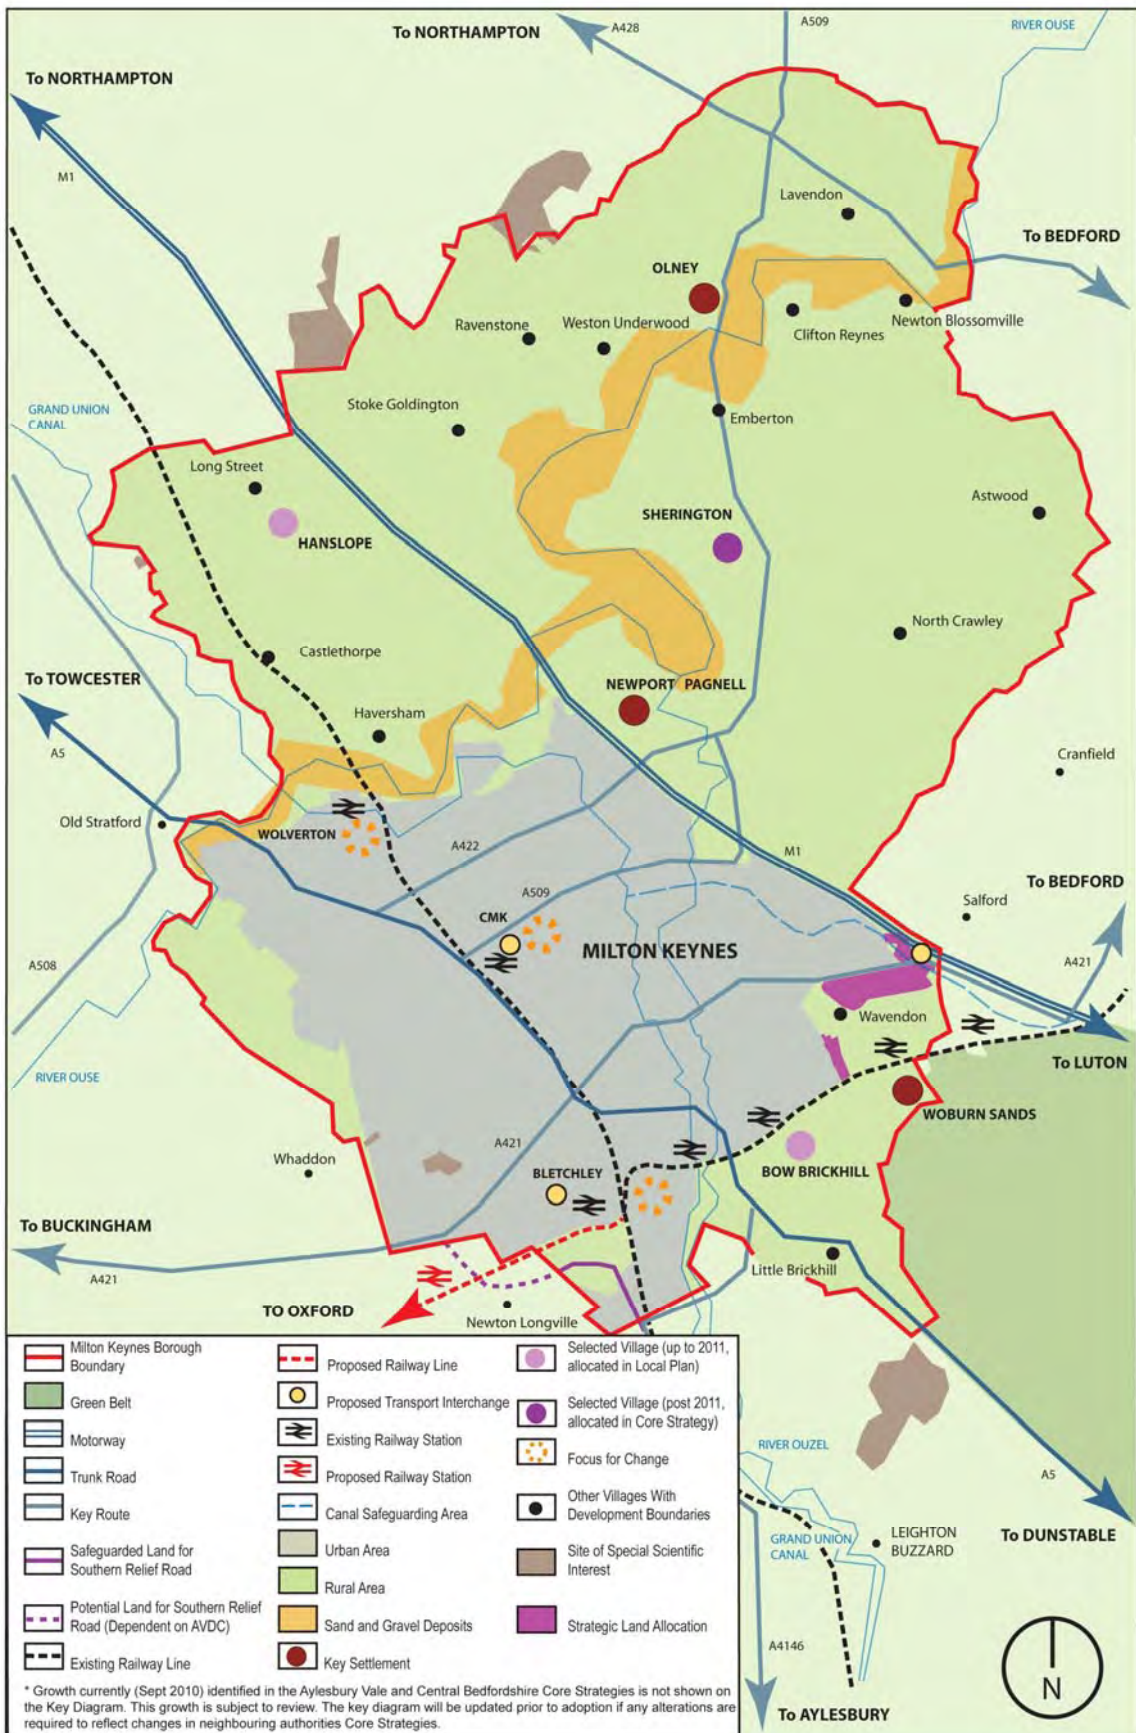 To NORTHAMPTON
A428
A509
RIVER OUSE
To NORTHAMPTON
M1
Lavendon
To BEDFORD
OLNEY
Ravenstone
Weston Underwood
Clifton Reynes
Newton Blossomville
GRAND UNION
CANAL
Stoke Goldington
Emberton
Long Street
Astwood
SHERINGTON
HANSLOPE
North Crawley
Castlethorpe
To TOWCESTER
NEWPORT PAGNELL
Haversham
A5
Cranfield
Old Stratford
WOLVERTON
A422
M1
To BEDFORD
A509
Salford
CMK
MILTON KEYNES
A508
A421
Wavendon
RIVER OUSE
To LUTON
WOBURN SANDS
A421
Whaddon
BLETCHLEY
BOW BRICKHILL
To BUCKINGHAM
A421
Little Brickhill
TO OXFORD
Newton Longville
Milton Keynes Borough
Boundary
Green Belt
Motorway
Trunk Road
Key Route
Safeguarded Land for
Southern Relief Road
Potential Land for Southern Relief
Road (Dependent on AVDC)
Existing Railway Line
Proposed Railway Line
Proposed Transport Interchange
Existing Railway Station
Proposed Railway Station
Canal Safeguarding Area
Urban Area
Rural Area
Sand and Gravel Deposits
Key Settlement
Selected Village (up to 2011,
allocated in Local Plan)
Selected Village (post 2011,
allocated in Core Strategy)
Focus for Change
Other Villages With
Development Boundaries
Site of Special Scientific
Interest
Strategic Land Allocation
* Growth currently (Sept 2010) identified in the Aylesbury Vale and Central Bedfordshire Core Strategies is not shown on
the Key Diagram. This growth is subject to review. The key diagram will be updated prior to adoption if any alterations are
required to reflect changes in neighbouring authorities Core Strategies.
RIVER OUZEL
A5
GRAND UNION
CANAL
LEIGHTON
BUZZARD
To DUNSTABLE
A4146
N
To AYLESBURY